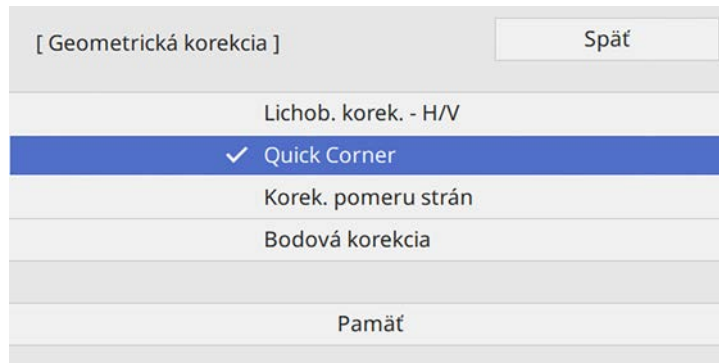 [ Geometrická korekcia ]
Späť
Lichob. korek. - H/V
Quick Corner
Korek. pomeru strán
Bodová korekcia
Pamäť